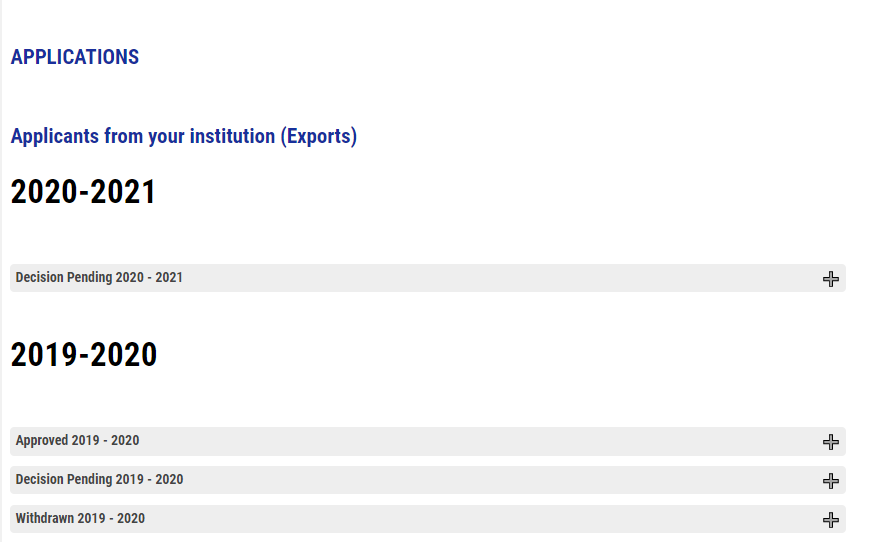 APPLICATIONS
Applicants from your institution (Exports)
2020-2021
Decision Pending 2020 - 2021
2019-2020
Approved 2019 - 2020
Decision Pending 2019 - 2020
Withdrawn 2019 - 2020